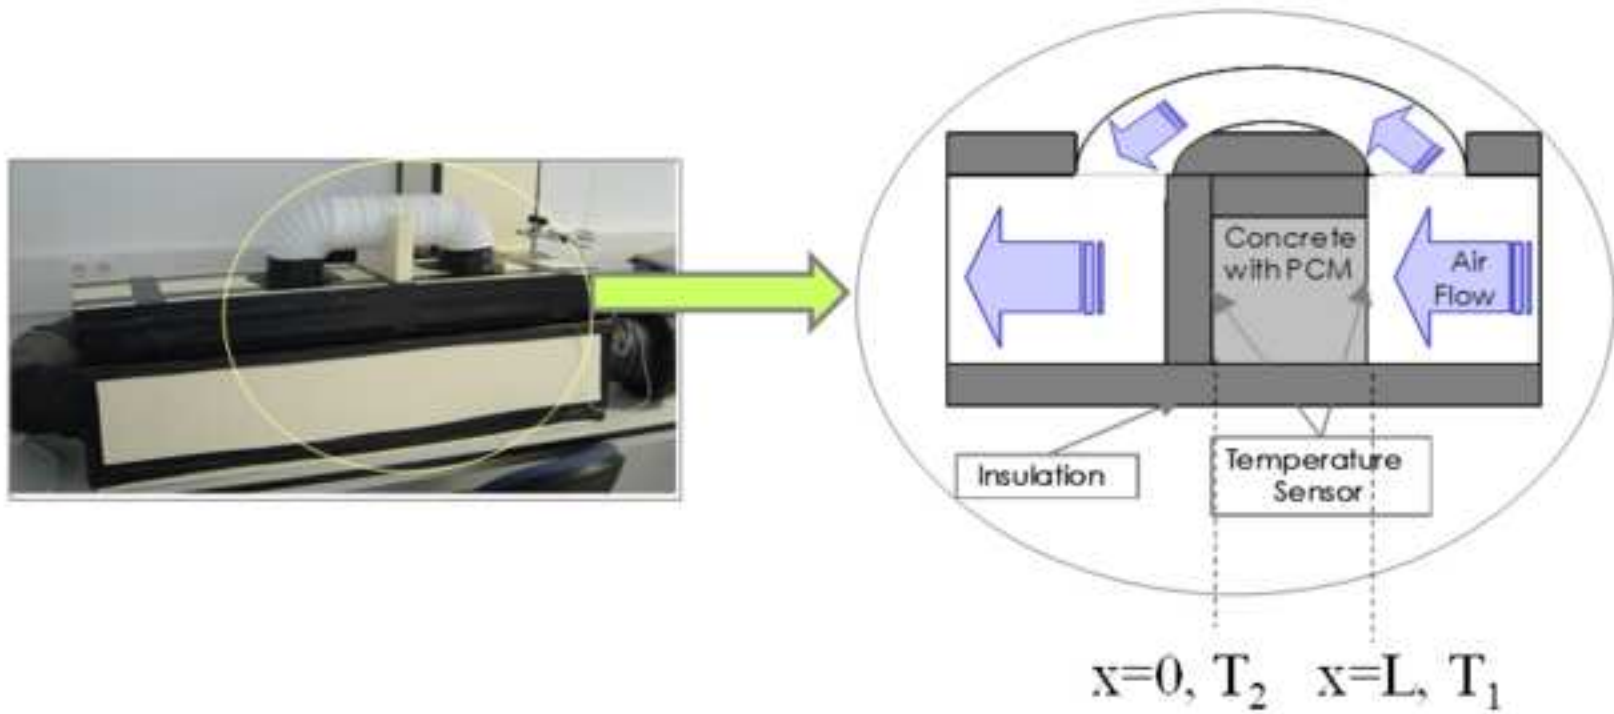 Concrete
with PCM
Air
Flow
Insulation
Temperature
Sensor
x=0, T₂ x=L, T₁